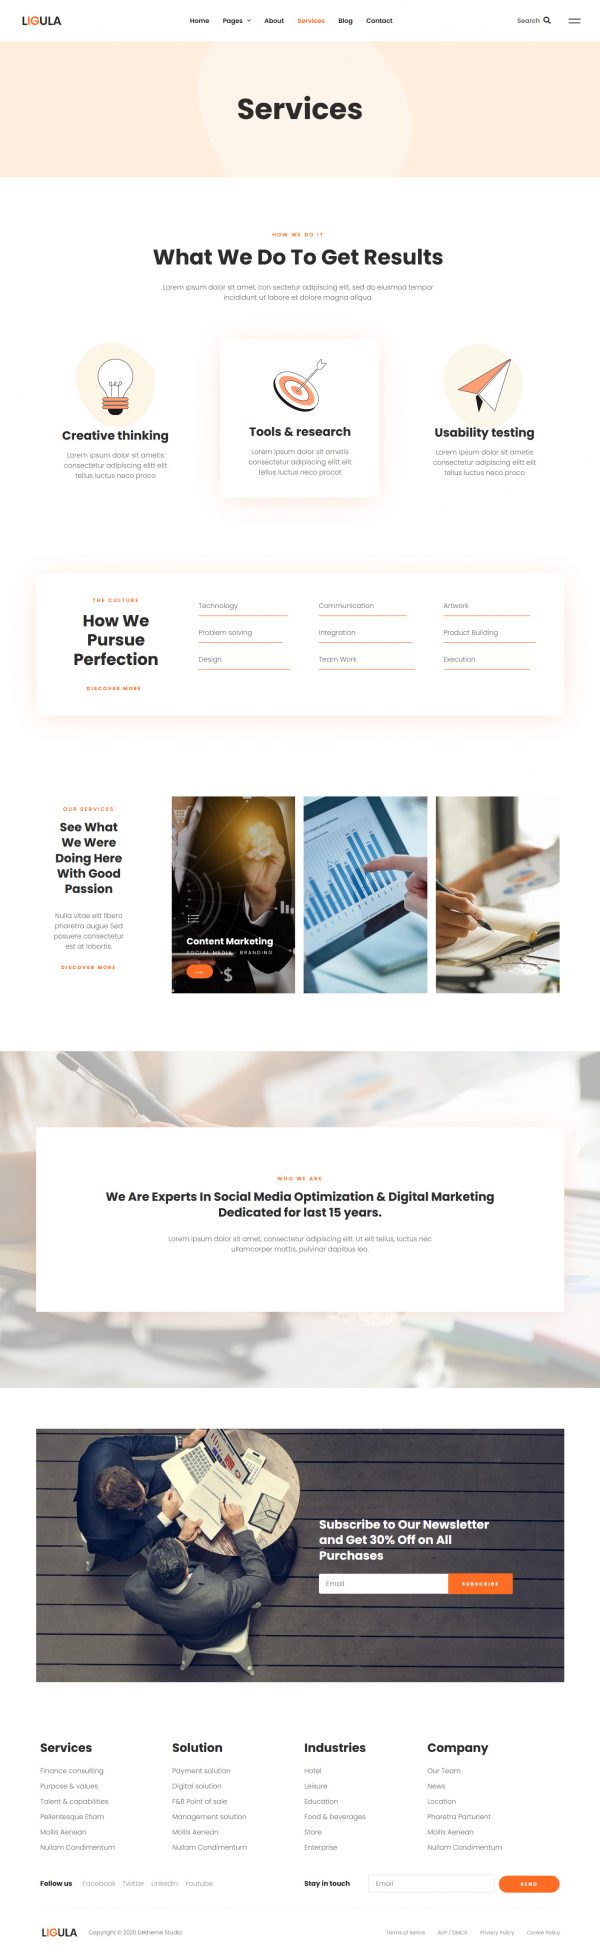 LIGULA
Home Pages About Services Blog Contact
Search
Services
HOW WE DO IT
What We Do To Get Results
Lorem ipsum dolor sit amet, con sectetur adipiscing elit, sed do eiusmod tempor
incididunt ut labore et dolore magna aliqua.
Creative thinking
Lorem ipsum dolor sit ametis
consectetur adipiscing elitt elit
tellus luctus neco proco
Tools & research
Lorem ipsum dolor sit ametis
consectetur adipiscing elitt elit
tellus luctus neco procot
Usability testing
Lorem ipsum dolor sit ametis
consectetur adipiscing elitt elit
tellus luctus neco proco
THE CULTURE
How We
Pursue
Perfection
DISCOVER MORE
Technology
Communication
Artwork
Problem solving
Integration
Product Building
Design
Team Work
Execution
OUR SERVICES
See What
We Were
Doing Here
With Good
Passion
Nulla vitae elit libero
pharetra augue Sed
posuere consectetur
est at lobortis.
DISCOVER MORE
Content Marketing
SOCIAL MEDIA BRANDING
WHO WE ARE
We Are Experts In Social Media Optimization & Digital Marketing
Dedicated for last 15 years.
Lorem ipsum dolor sit amet, consectetur adipiscing elit. Ut elit tellus, luctus nec
ullamcorper mattis, pulvinar dapibus leo.
Subscribe to Our Newsletter
and Get 30% Off on All
Purchases
Email
SUBSCRIBE
Services
Finance consulting
Purpose & values
Talent & capabilities
Pellentesque Etiam
Mollis Aenean
Nullam Condimentum
Solution
Payment solution
Digital solution
F&B Point of sale
Management solution
Mollis Aenean
Nullam Condimentum
Industries
Hotel
Leisure
Education
Food & beverages
Store
Enterprise
Company
Our Team
News
Location
Pharetra Parturient
Mollis Aenean
Nullam Condimentum
Follow us Facebook Twitter Linkedin Youtube
Stay in touch
Email
SEND
LIGULA
Copyright © 2020 Detheme Studio
Terms of Serice AUP / DMCA Privacy Policy Cookie Policy